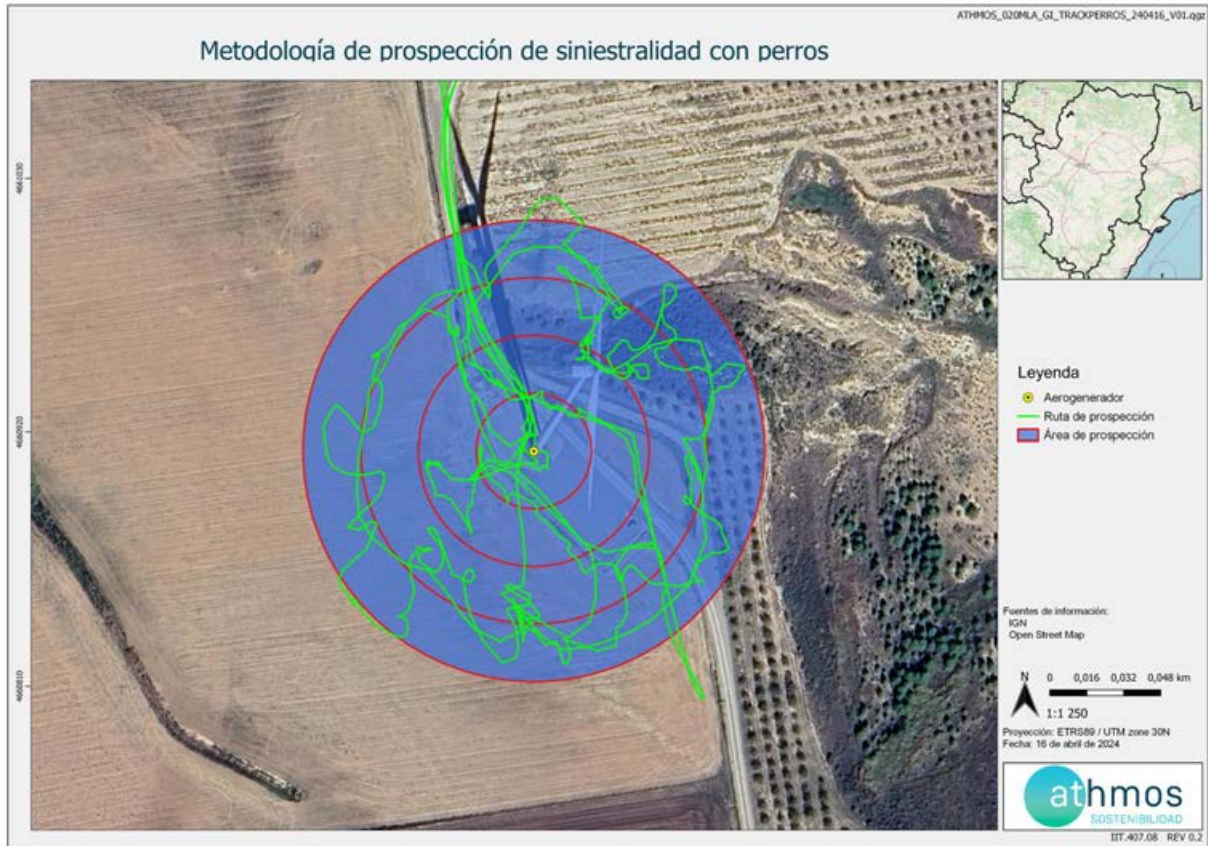 ATHMOS_020MLA_GI_TRACKPERROS_240416_V01.qgz
Metodología de prospección de siniestralidad con perros
4661030
4660920
4660810
Leyenda
Aerogenerador
Ruta de prospección
Área de prospección
Fuentes de información:
IGN
Open Street Map
N
0 0,016 0,032 0,048 km
1:1 250
Proyección: ETRS89 / UTM zone 30N
Fecha: 16 de abril de 2024
athmos
SOSTENIBILIDAD
IIT.407.08 REV 0.2